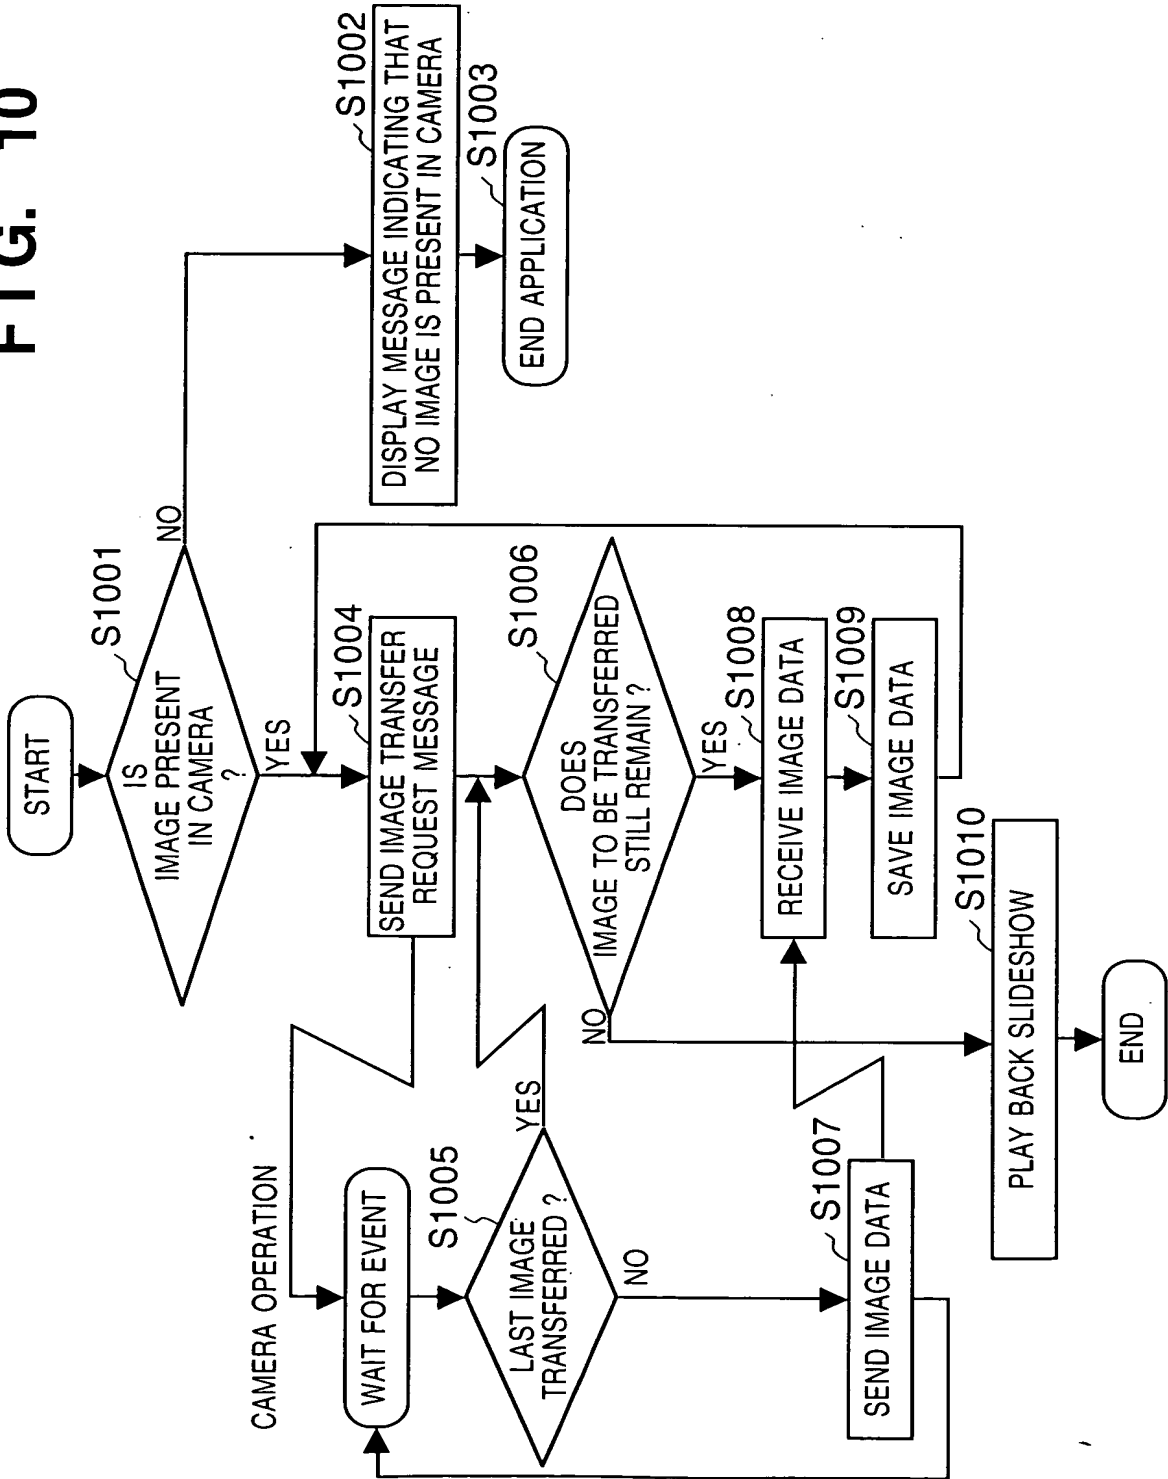 FIG. 10
START
S1001
IS
IMAGE PRESENT
IN CAMERA
?
NO
YES
S1002
DISPLAY MESSAGE INDICATING THAT
NO IMAGE IS PRESENT IN CAMERA
S1003
END APPLICATION
S1004
SEND IMAGE TRANSFER
REQUEST MESSAGE
CAMERA OPERATION
WAIT FOR EVENT
S1005
LAST IMAGE
TRANSFERRED ?
YES
NO
S1006
DOES
IMAGE TO BE TRANSFERRED
STILL REMAIN ?
NO
YES
S1007
SEND IMAGE DATA
S1008
RECEIVE IMAGE DATA
S1009
SAVE IMAGE DATA
S1010
PLAY BACK SLIDESHOW
END